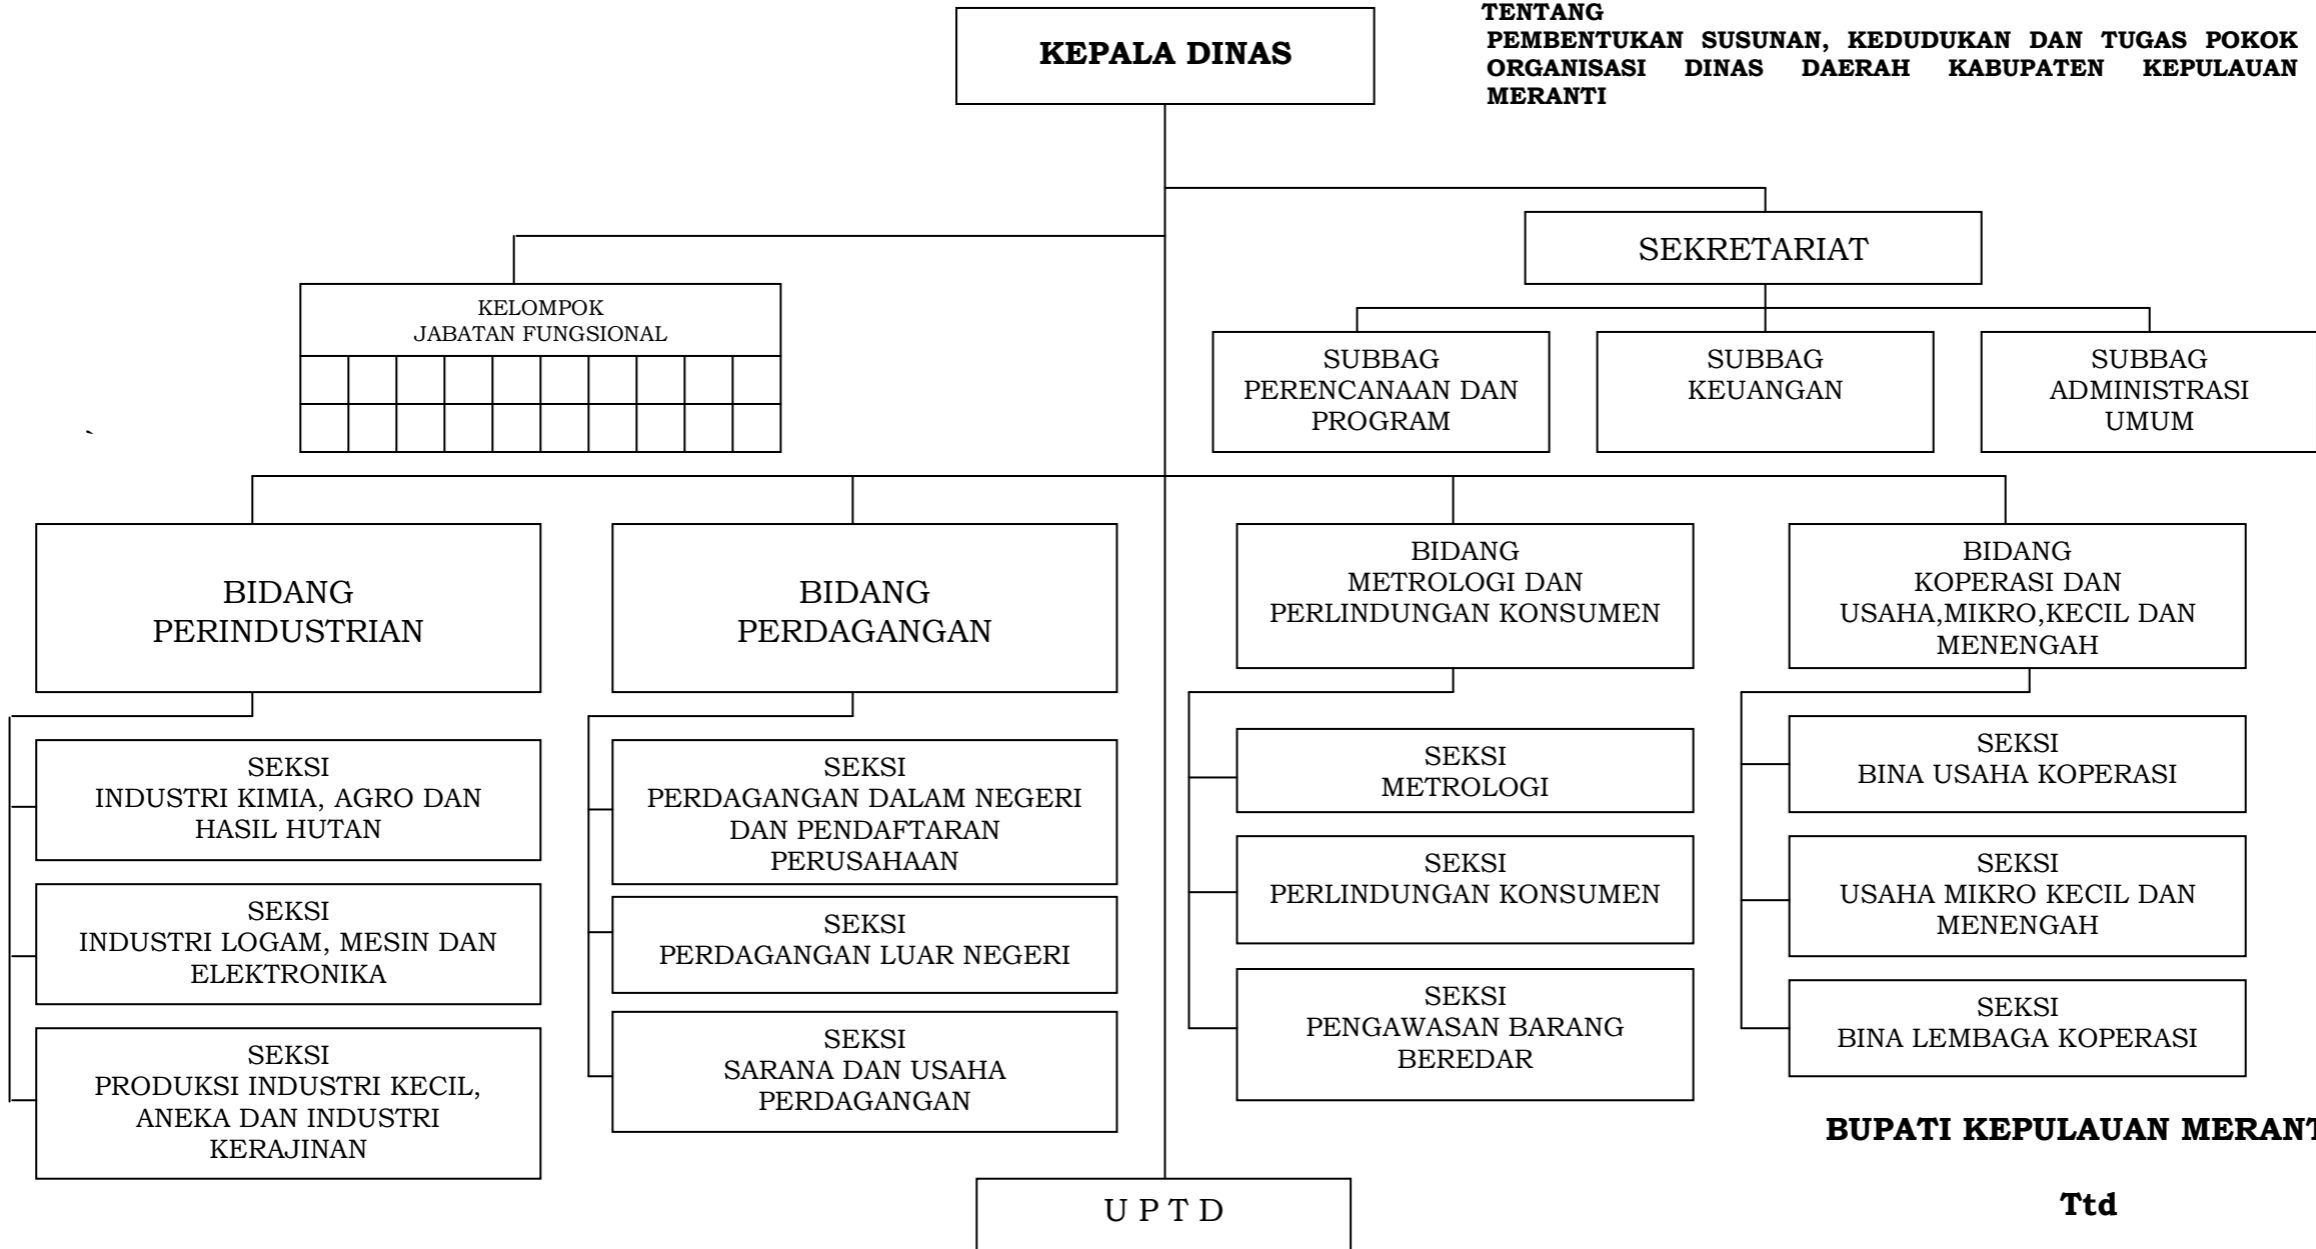 KEPALA DINAS
TENTANG
PEMBENTUKAN SUSUNAN, KEDUDUKAN DAN TUGAS POKOK
ORGANISASI DINAS DAERAH KABUPATEN KEPULAUAN
MERANTI
SEKRETARIAT
KELOMPOK
JABATAN FUNGSIONAL
SUBBAG
PERENCANAAN DAN
PROGRAM
SUBBAG
KEUANGAN
SUBBAG
ADMINISTRASI
UMUM
`
BIDANG
PERINDUSTRIAN
BIDANG
PERDAGANGAN
BIDANG
METROLOGI DAN
PERLINDUNGAN KONSUMEN
BIDANG
KOPERASI DAN
USAHA,MIKRO,KECIL DAN
MENENGAH
SEKSI
INDUSTRI KIMIA, AGRO DAN
HASIL HUTAN
SEKSI
INDUSTRI LOGAM, MESIN DAN
ELEKTRONIKA
SEKSI
PRODUKSI INDUSTRI KECIL,
ANEKA DAN INDUSTRI
KERAJINAN
SEKSI
PERDAGANGAN DALAM NEGERI
DAN PENDAFTARAN
PERUSAHAAN
SEKSI
PERDAGANGAN LUAR NEGERI
SEKSI
SARANA DAN USAHA
PERDAGANGAN
SEKSI
METROLOGI
SEKSI
PERLINDUNGAN KONSUMEN
SEKSI
PENGAWASAN BARANG
BEREDAR
SEKSI
BINA USAHA KOPERASI
SEKSI
USAHA MIKRO KECIL DAN
MENENGAH
SEKSI
BINA LEMBAGA KOPERASI
BUPATI KEPULAUAN MERANT
U P T D
Ttd